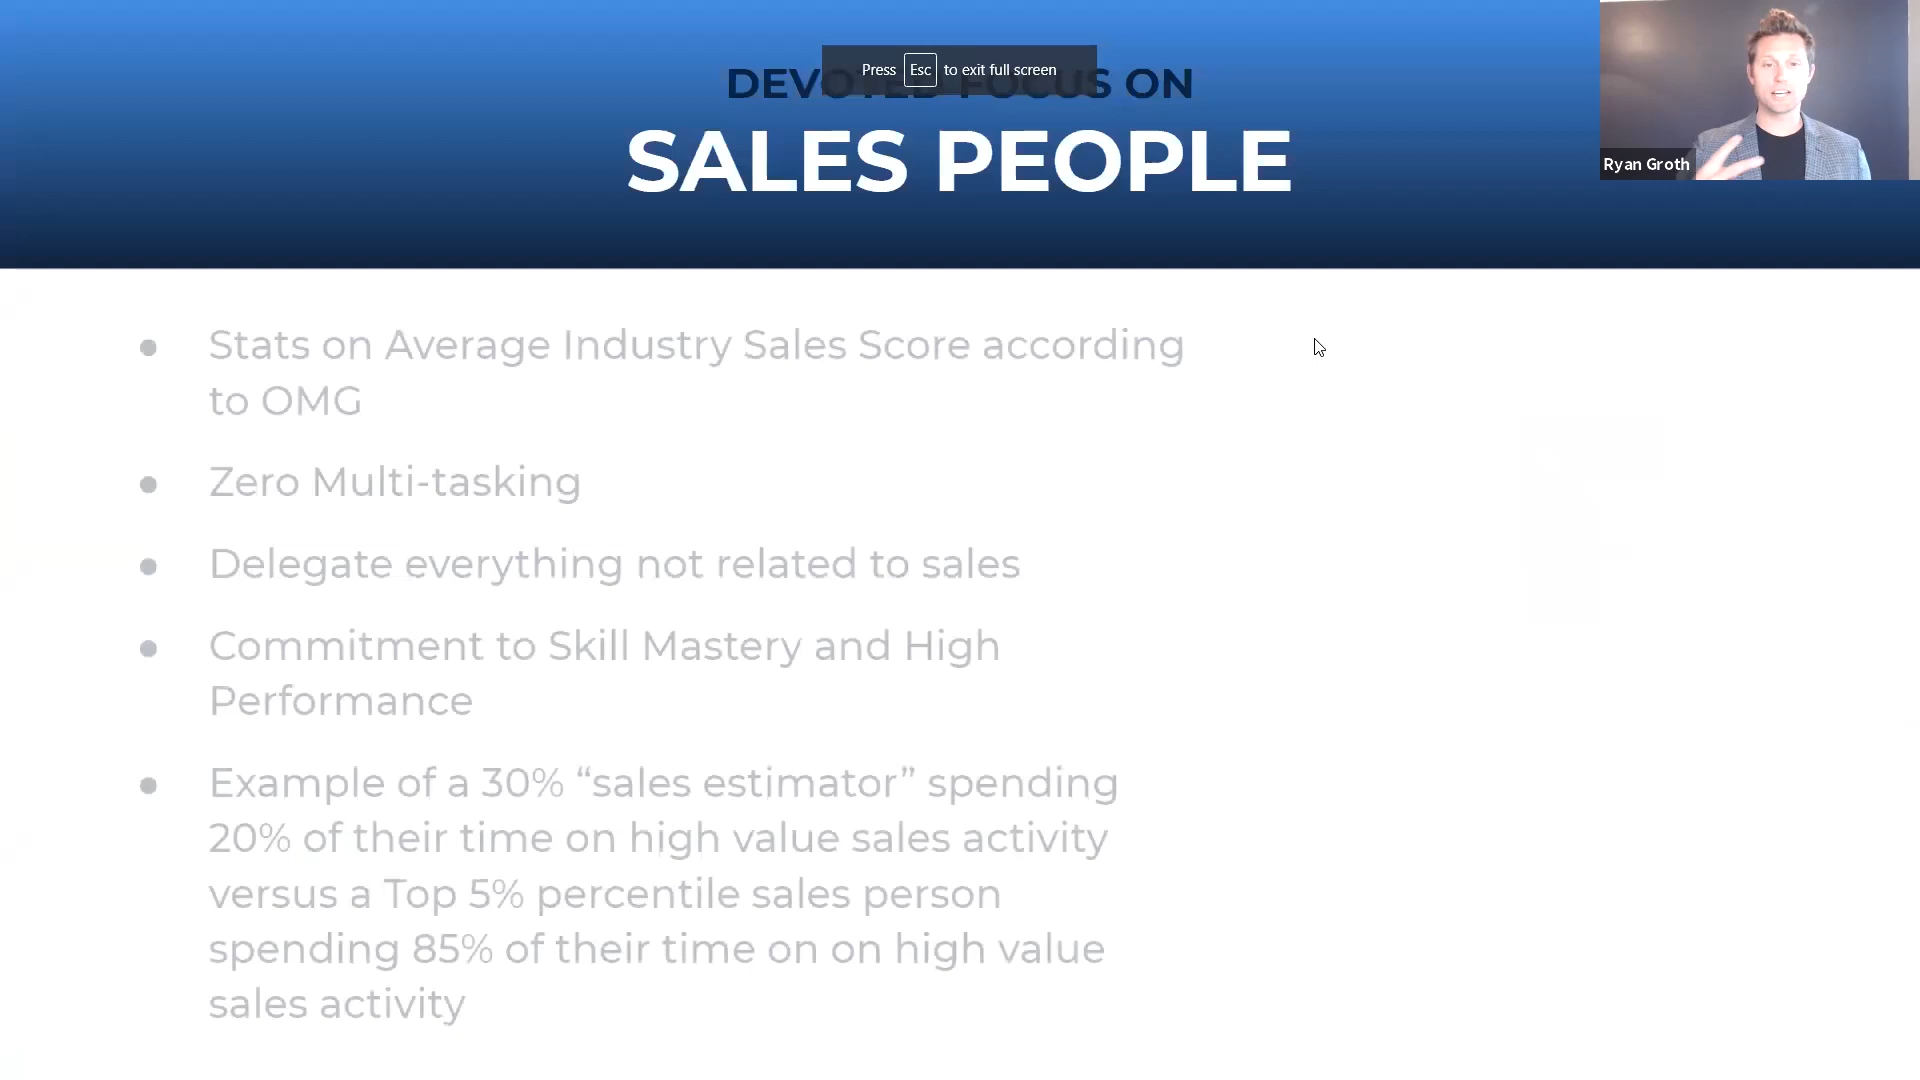 DEVOTED FOCUS ON
Press Esc to exit full screen
SALES PEOPLE
Ryan Groth
• Stats on Average Industry Sales Score according
to OMG
• Zero Multi-tasking
• Delegate everything not related to sales
• Commitment to Skill Mastery and High
Performance
• Example of a 30% “sales estimator” spending
20% of their time on high value sales activity
versus a Top 5% percentile sales person
spending 85% of their time on on high value
sales activity